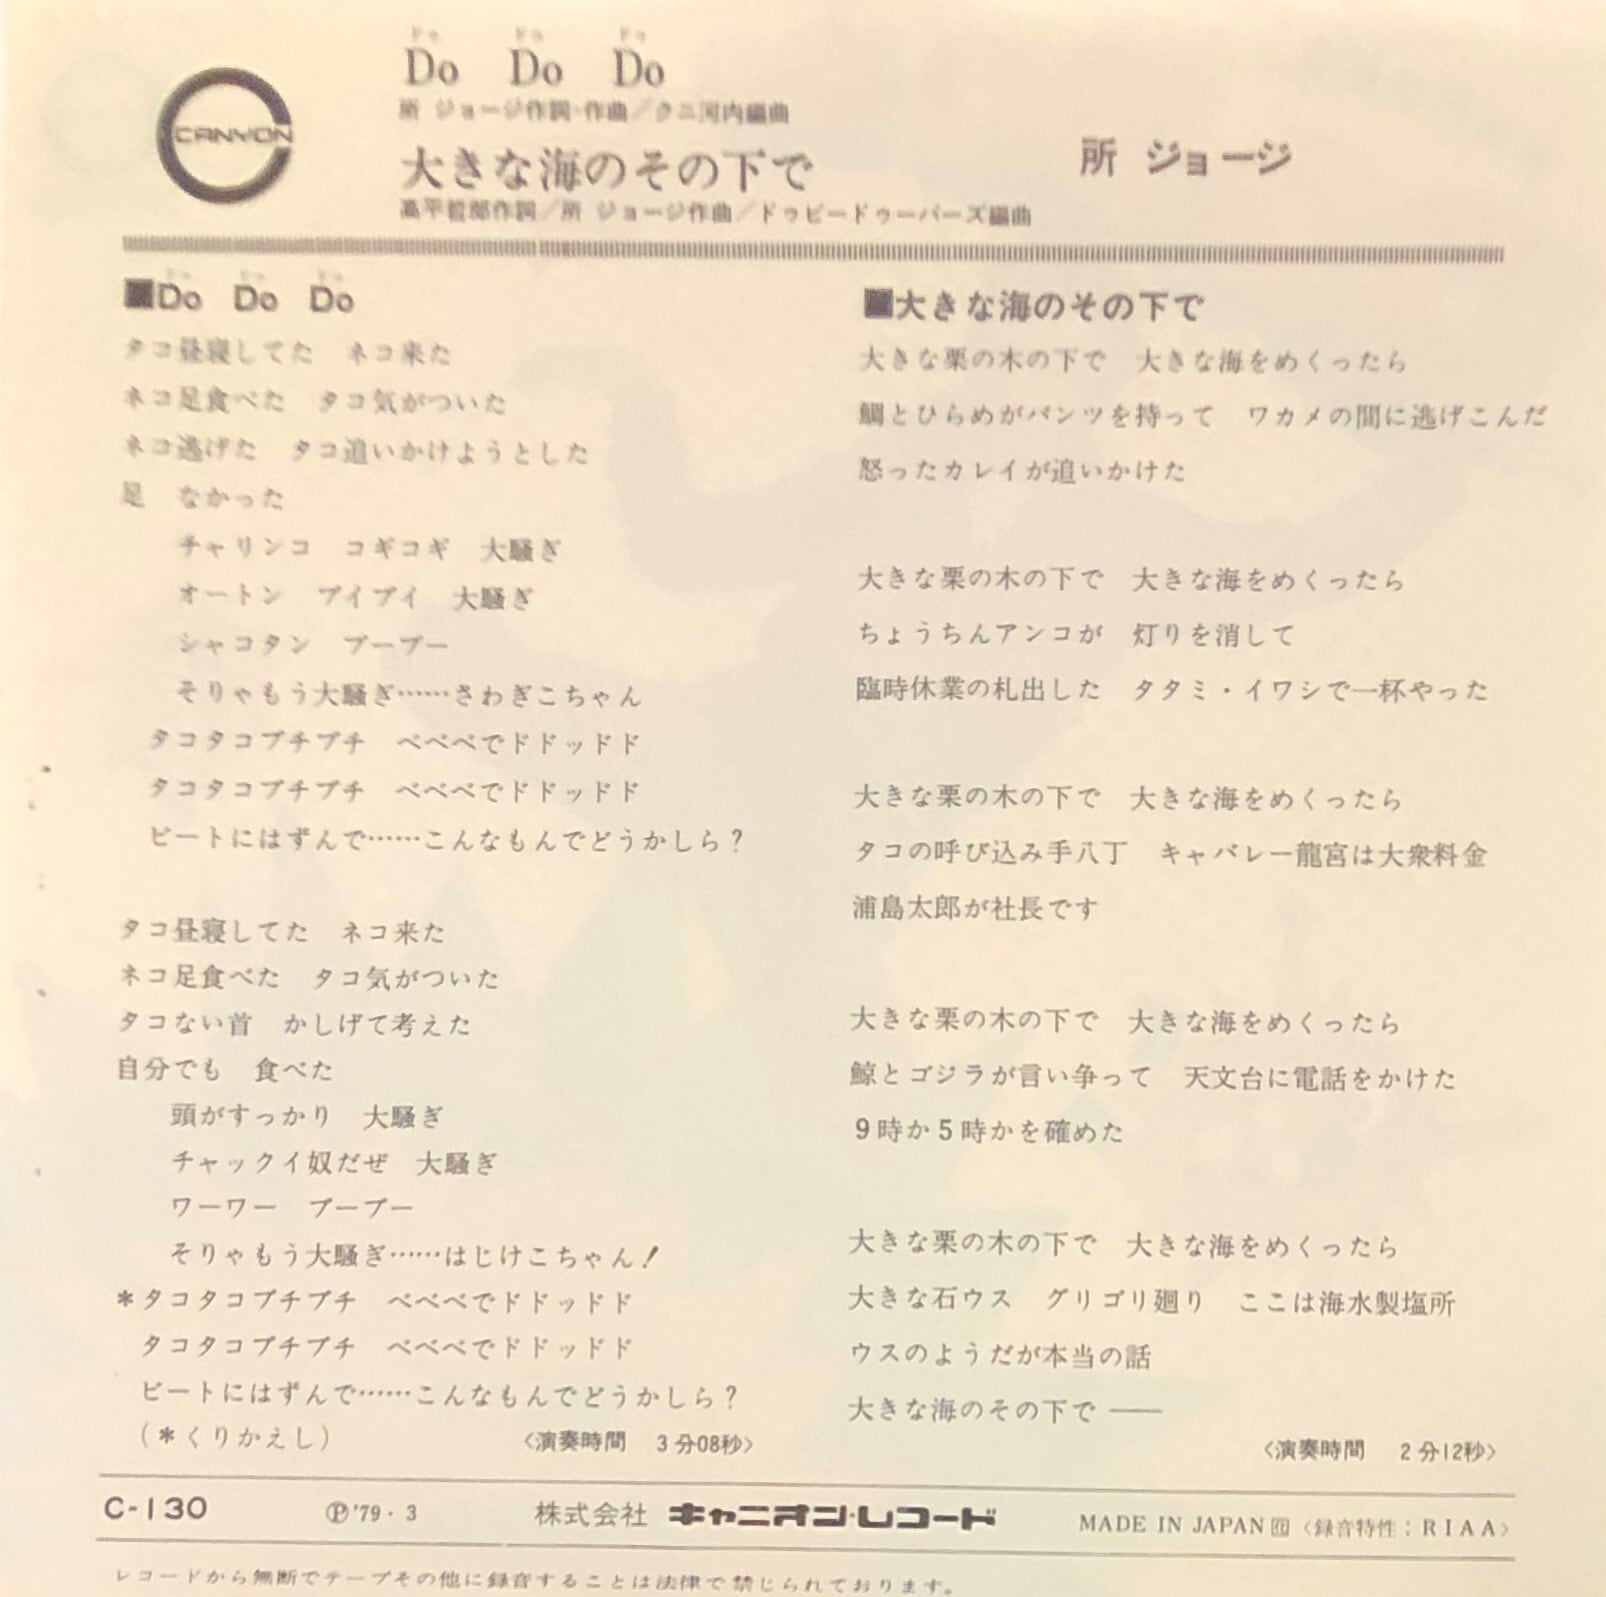 CANYON
ドゥ ドゥ ドゥ
Do Do Do
所 ジョージ作詞・作曲／クニ河内編曲
大きな海のその下で
高平哲郎作詞／所 ジョージ作曲／ドゥビードゥーバーズ編曲
所 ジョージ
■Do Do Do
タコ昼寝してた ネコ来た
ネコ足食べた タコ気がついた
ネコ逃げた タコ追いかけようとした
足 なかった
チャリンコ コギコギ 大騒ぎ
オートン ブイブイ 大騒ぎ
シャコタン ブーブー
そりゃもう大騒ぎ……さわぎこちゃん
タコタコブチブチ ベベベでドドッドド
タコタコブチブチ ベベベでドドッドド
ビートにはずんで……こんなもんでどうかしら？
タコ昼寝してた ネコ来た
ネコ足食べた タコ気がついた
タコない首 かしげて考えた
自分でも 食べた
頭がすっかり 大騒ぎ
チャックイ奴だぜ 大騒ぎ
ワーワー ブーブー
そりゃもう大騒ぎ……はじけこちゃん！
＊タコタコブチブチ ベベベでドドッドド
タコタコブチブチ ベベベでドドッドド
ビートにはずんで……こんなもんでどうかしら？
（＊くりかえし）
〈演奏時間 3分08秒〉
■大きな海のその下で
大きな栗の木の下で 大きな海をめくったら
鯛とひらめがパンツを持って ワカメの間に逃げこんだ
怒ったカレイが追いかけた
大きな栗の木の下で 大きな海をめくったら
ちょうちんアンコが 灯りを消して
臨時休業の札出した タタミ・イワシで一杯やった
大きな栗の木の下で 大きな海をめくったら
タコの呼び込み手八丁 キャバレー龍宮は大衆料金
浦島太郎が社長です
大きな栗の木の下で 大きな海をめくったら
鯨とゴジラが言い争って 天文台に電話をかけた
9時か5時かを確めた
大きな栗の木の下で 大きな海をめくったら
大きな石ウス グリゴリ廻り ここは海水製塩所
ウスのようだが本当の話
大きな海のその下で ――
〈演奏時間 2分12秒〉
C-130
Ⓟ'79・3
株式会社 キャニオン・レコード
MADE IN JAPAN 〈録音特性：RIAA〉
レコードから無断でテープその他に録音することは法律で禁じられております。